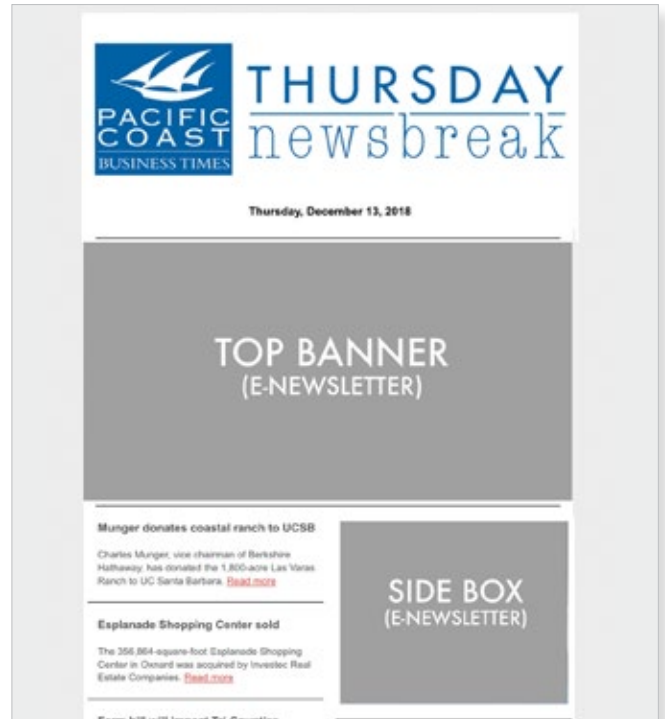 PACIFIC
COAST
BUSINESS TIMES
THURSDAY
newsbreak
Thursday, December 13, 2018
TOP BANNER
(E-NEWSLETTER)
Munger donates coastal ranch to UCSB
Charles Munger, vice chairman of Berkshire
Hathaway, has donated the 1,800-acre Las Varas
Ranch to UC Santa Barbara. Read more
Esplanade Shopping Center sold
The 356,864-square-foot Esplanade Shopping
Center in Oxnard was acquired by Investec Real
Estate Companies. Read more
SIDE BOX
(E-NEWSLETTER)